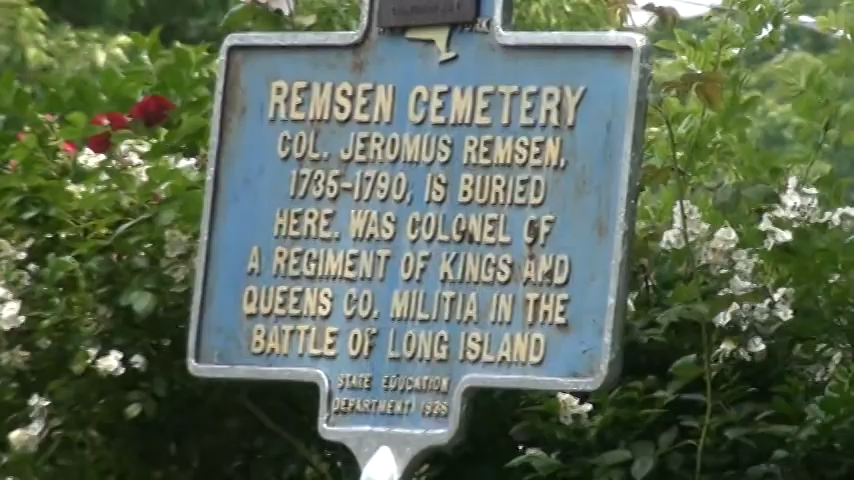 REMSEN CEMETERY
COL. JEROMUS REMSEN,
1735-1790, IS BURIED
HERE. WAS COLONEL OF
A REGIMENT OF KINGS AND
QUEENS CO. MILITIA IN THE
BATTLE OF LONG ISLAND
STATE EDUCATION
DEPARTMENT 1936